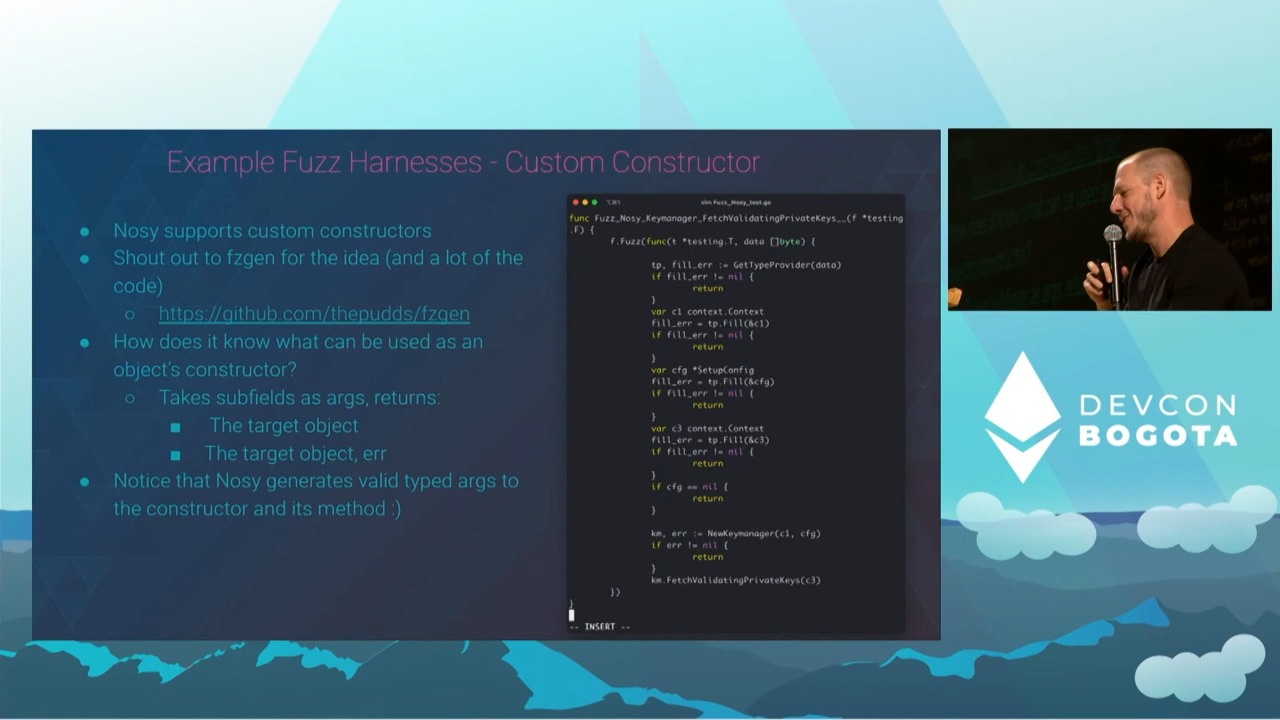 Example Fuzz Harnesses - Custom Constructor
● Nosy supports custom constructors
● Shout out to fzgen for the idea (and a lot of the
code)
○ https://github.com/thepudds/fzgen
● How does it know what can be used as an
object's constructor?
○ Takes subfields as args, returns:
■ The target object
■ The target object, err
● Notice that Nosy generates valid typed args to
the constructor and its method :)
vim Fuzz_Nosy_test.go
func Fuzz_Nosy_Keymanager_FetchValidatingPrivateKeys__(f *testing
.F) {
f.Fuzz(func(t *testing.T, data []byte) {
tp, fill_err := GetTypeProvider(data)
if fill_err != nil {
return
}
var c1 context.Context
fill_err = tp.Fill(&c1)
if fill_err != nil {
return
}
var cfg *SetupConfig
fill_err = tp.Fill(&cfg)
if fill_err != nil {
return
}
var c3 context.Context
fill_err = tp.Fill(&c3)
if fill_err != nil {
return
}
if cfg == nil {
return
}
km, err := NewKeymanager(c1, cfg)
if err != nil {
return
}
km.FetchValidatingPrivateKeys(c3)
})
}
-- INSERT --
DEVCON
BOGOTA